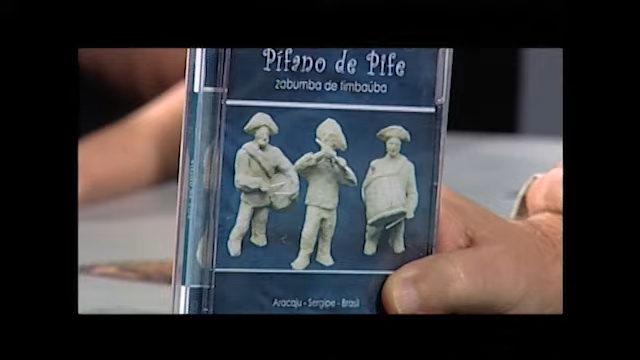 Pífano de Pife
zabumba de timbaúba
Aracaju - Sergipe - Brasil